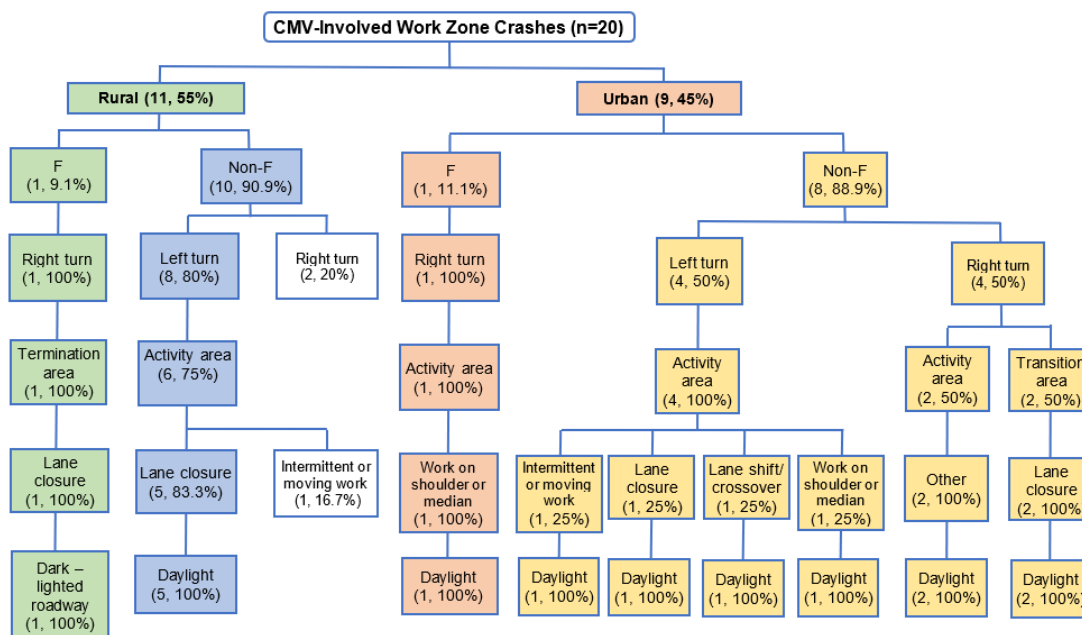 CMV-Involved Work Zone Crashes (n=20)
Rural (11, 55%)
Urban (9, 45%)
F
(1, 9.1%)
Non-F
(10, 90.9%)
F
(1, 11.1%)
Non-F
(8, 88.9%)
Right turn
(1, 100%)
Left turn
(8, 80%)
Right turn
(2, 20%)
Right turn
(1, 100%)
Left turn
(4, 50%)
Right turn
(4, 50%)
Termination
area
(1, 100%)
Activity area
(6, 75%)
Activity area
(1, 100%)
Activity
area
(4, 100%)
Activity
area
(2, 50%)
Transition
area
(2, 50%)
Lane
closure
(1, 100%)
Lane closure
(5, 83.3%)
Intermittent or
moving work
(1, 16.7%)
Work on
shoulder or
median
(1, 100%)
Intermittent
or moving
work
(1, 25%)
Lane
closure
(1, 25%)
Lane shift/
crossover
(1, 25%)
Work on
shoulder or
median
(1, 25%)
Other
(2, 100%)
Lane
closure
(2, 100%)
Dark –
lighted
roadway
(1, 100%)
Daylight
(5, 100%)
Daylight
(1, 100%)
Daylight
(1, 100%)
Daylight
(1, 100%)
Daylight
(1, 100%)
Daylight
(1, 100%)
Daylight
(2, 100%)
Daylight
(2, 100%)